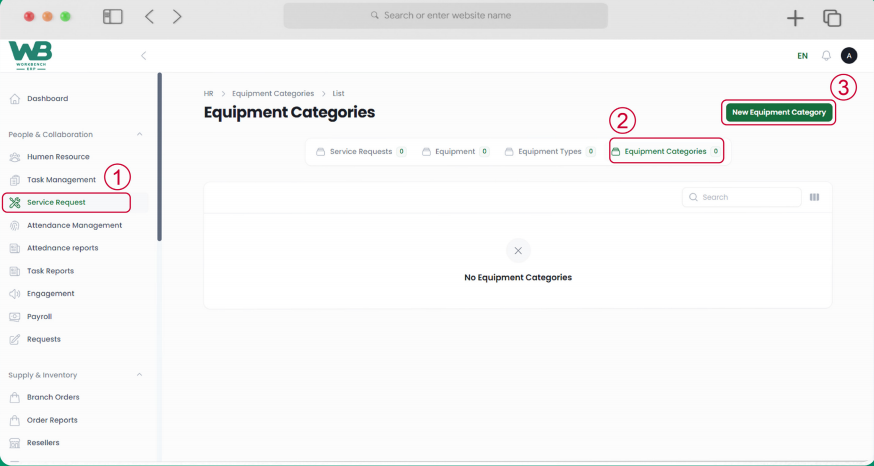 Search or enter website name
WB
WORKBENCH
ERP
EN
A
Dashboard
People & Collaboration
Humen Resource
Task Management
1
Service Request
Attendance Management
Attednance reports
Task Reports
Engagement
Payroll
Requests
Supply & Inventory
Branch Orders
Order Reports
Resellers
HR > Equipment Categories > List
Equipment Categories
3
New Equipment Category
2
Service Requests 0
Equipment 0
Equipment Types 0
Equipment Categories 0
Search
No Equipment Categories